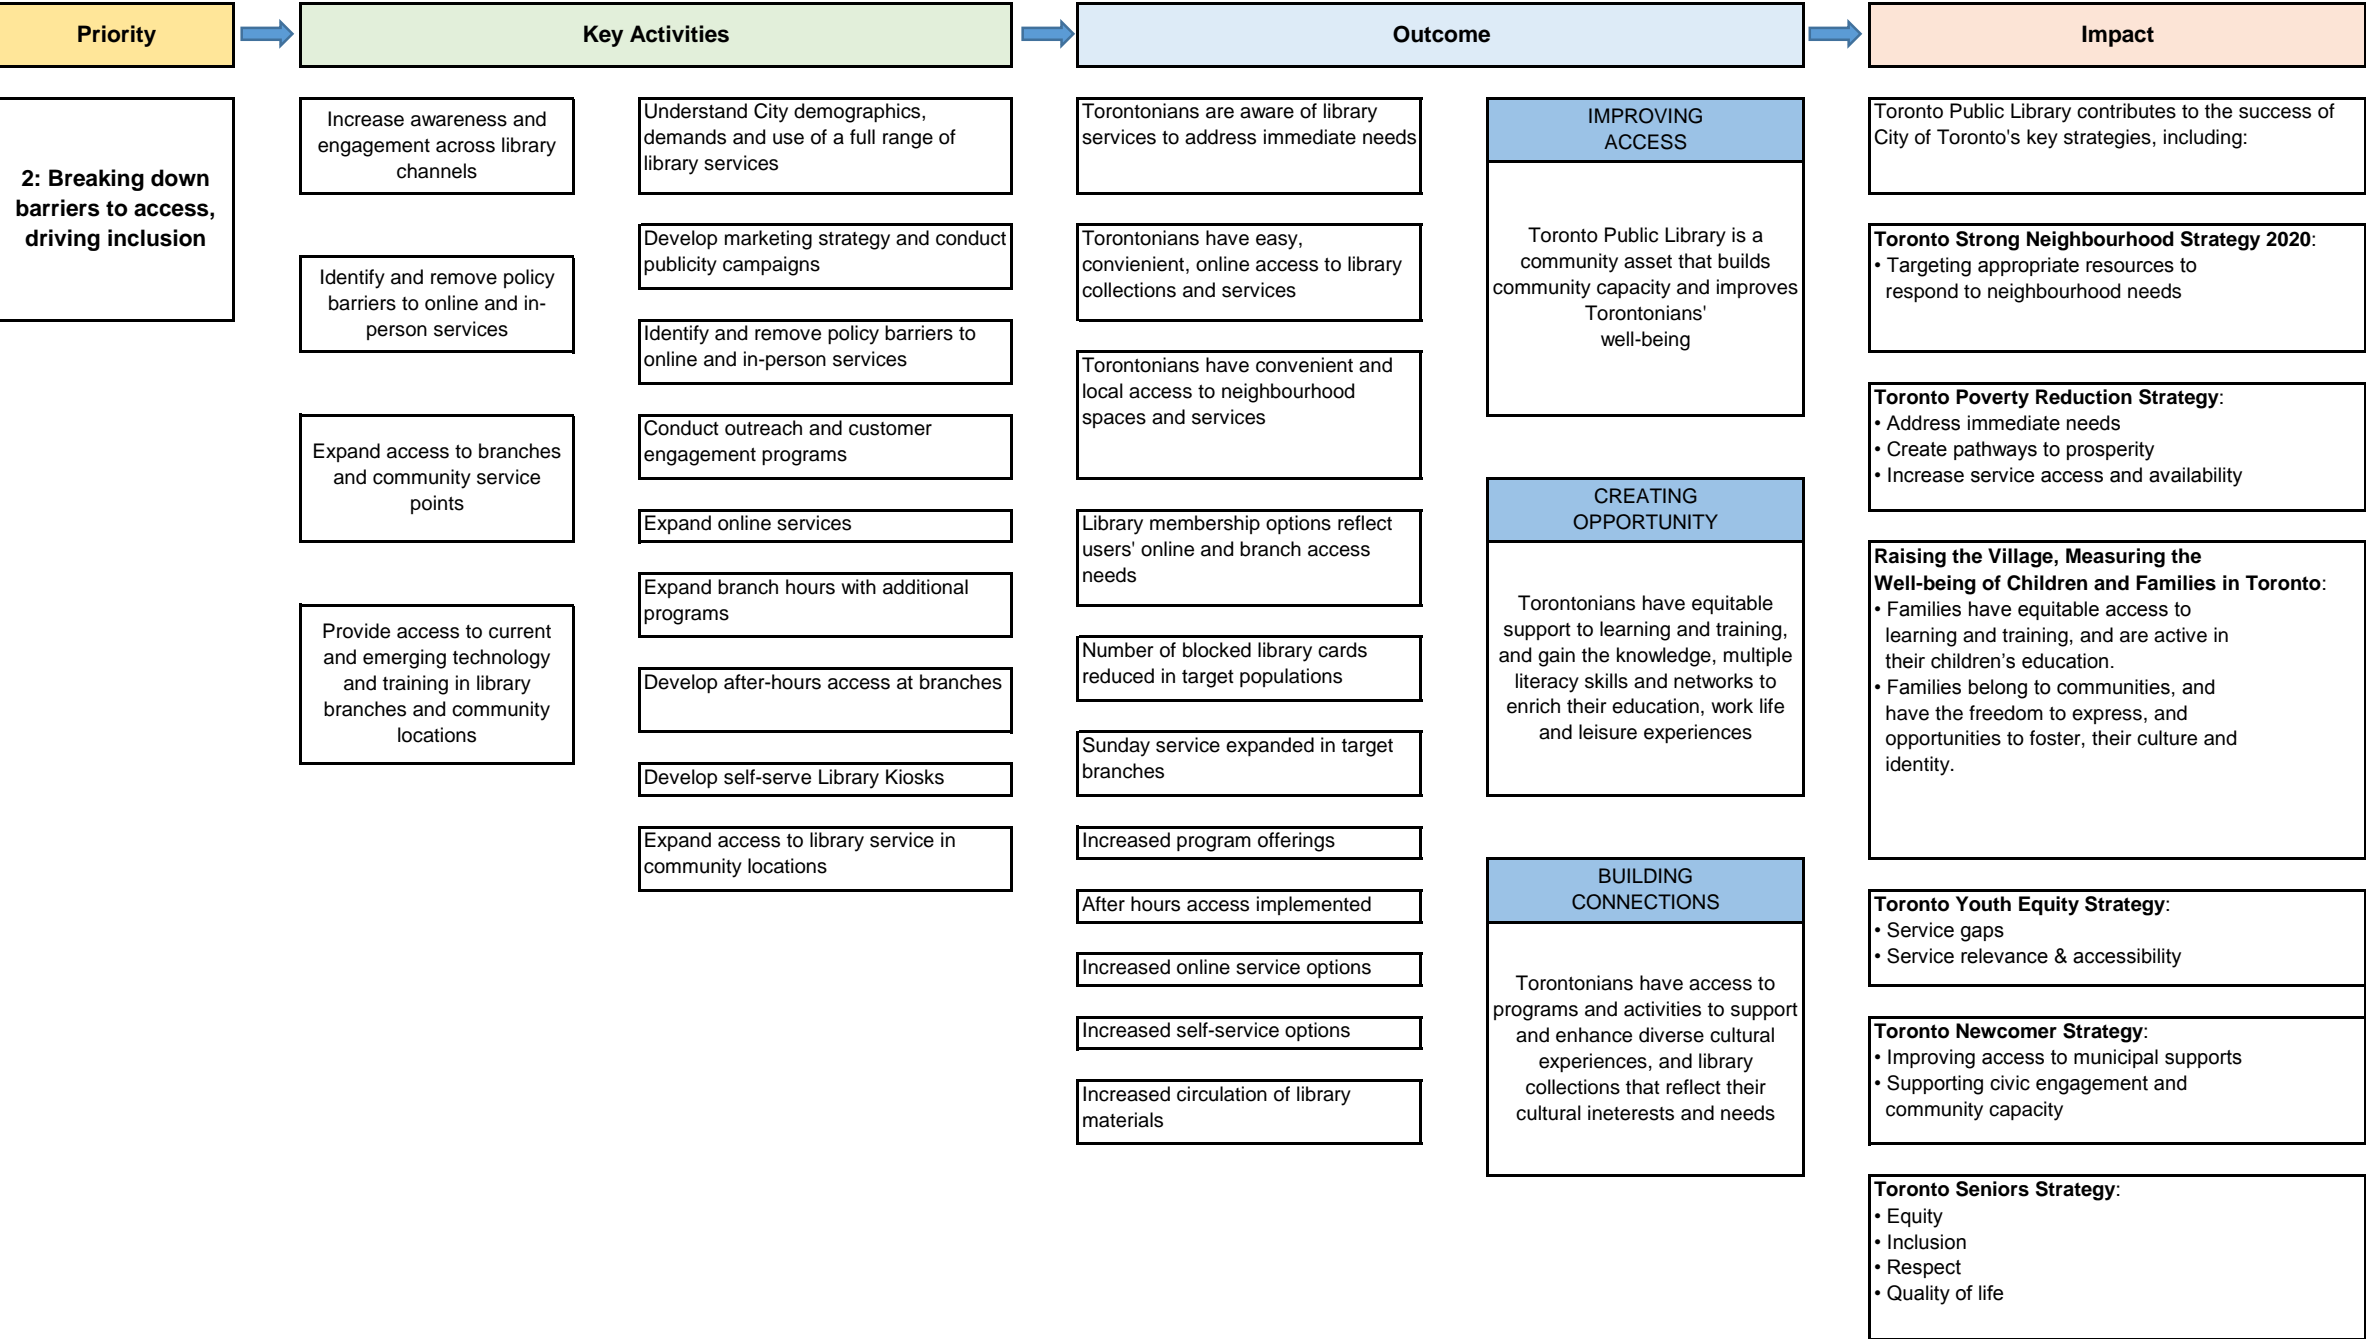 Priority
Key Activities
Outcome
Impact
2: Breaking down
barriers to access,
driving inclusion
Increase awareness and
engagement across library
channels
Identify and remove policy
barriers to online and in-
person services
Expand access to branches
and community service
points
Provide access to current
and emerging technology
and training in library
branches and community
locations
Understand City demographics,
demands and use of a full range of
library services
Develop marketing strategy and conduct
publicity campaigns
Identify and remove policy barriers to
online and in-person services
Conduct outreach and customer
engagement programs
Expand online services
Expand branch hours with additional
programs
Develop after-hours access at branches
Develop self-serve Library Kiosks
Expand access to library service in
community locations
Torontonians are aware of library
services to address immediate needs
Torontonians have easy,
convienient, online access to library
collections and services
Torontonians have convenient and
local access to neighbourhood
spaces and services
Library membership options reflect
users' online and branch access
needs
Number of blocked library cards
reduced in target populations
Sunday service expanded in target
branches
Increased program offerings
After hours access implemented
Increased online service options
Increased self-service options
Increased circulation of library
materials
IMPROVING
ACCESS
Toronto Public Library is a
community asset that builds
community capacity and improves
Torontonians'
well-being
CREATING
OPPORTUNITY
Torontonians have equitable
support to learning and training,
and gain the knowledge, multiple
literacy skills and networks to
enrich their education, work life
and leisure experiences
BUILDING
CONNECTIONS
Torontonians have access to
programs and activities to support
and enhance diverse cultural
experiences, and library
collections that reflect their
cultural ineterests and needs
Toronto Public Library contributes to the success of
City of Toronto's key strategies, including:
Toronto Strong Neighbourhood Strategy 2020:
• Targeting appropriate resources to
respond to neighbourhood needs
Toronto Poverty Reduction Strategy:
• Address immediate needs
• Create pathways to prosperity
• Increase service access and availability
Raising the Village, Measuring the
Well-being of Children and Families in Toronto:
• Families have equitable access to
learning and training, and are active in
their children’s education.
• Families belong to communities, and
have the freedom to express, and
opportunities to foster, their culture and
identity.
Toronto Youth Equity Strategy:
• Service gaps
• Service relevance & accessibility
Toronto Newcomer Strategy:
• Improving access to municipal supports
• Supporting civic engagement and
community capacity
Toronto Seniors Strategy:
• Equity
• Inclusion
• Respect
• Quality of life